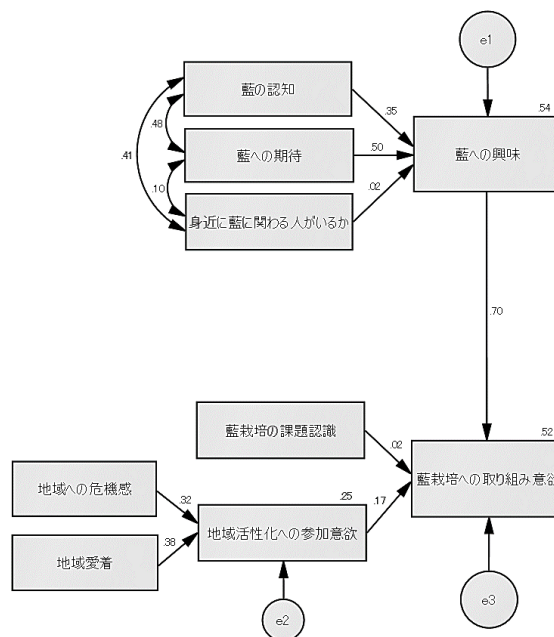 e1
藍の認知
.35
.54
.48
藍への期待
.50
藍への興味
.41
.10
.02
身近に藍に関わる人がいるか
.70
藍栽培の課題認識
.02
.52
藍栽培への取り組み意欲
地域への危機感
.32
.25
.17
地域活性化への参加意欲
地域愛着
.38
e2
e3